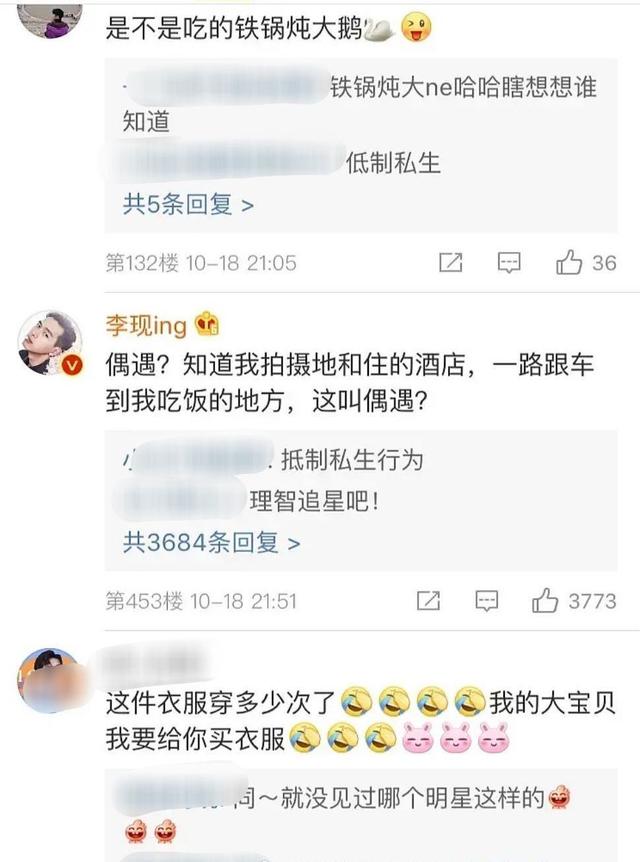 是不是吃的铁锅炖大鹅
铁锅炖大ne哈哈瞎想想谁
知道
低制私生
共5条回复 >
第132楼 10-18 21:05
36
李现ing
偶遇？知道我拍摄地和住的酒店，一路跟车
到我吃饭的地方，这叫偶遇？
抵制私生行为
理智追星吧！
共3684条回复 >
第453楼 10-18 21:51
3773
这件衣服穿多少次了
我的大宝贝
我要给你买衣服
同～就没见过哪个明星这样的